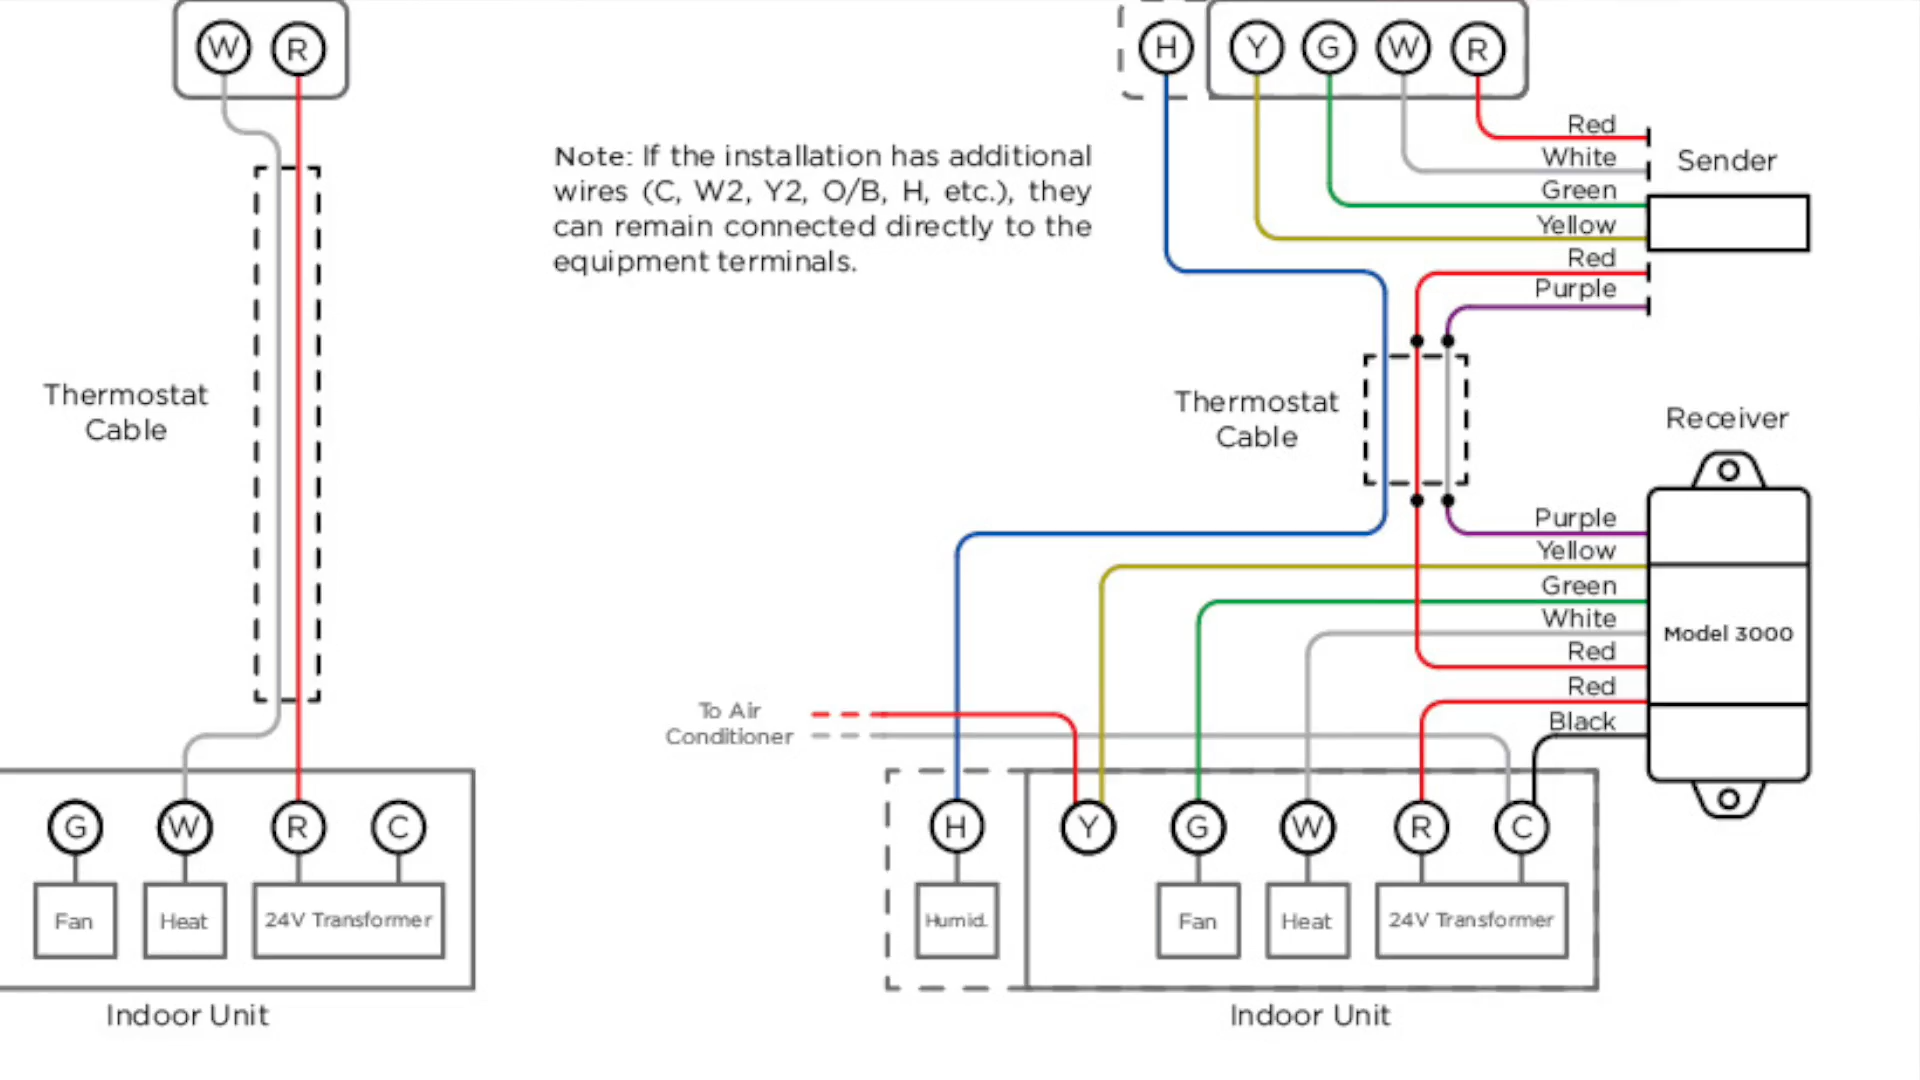 W R
H Y G W R
Note: If the installation has additional
wires (C, W2, Y2, O/B, H, etc.), they
can remain connected directly to the
equipment terminals.
Red
White
Green
Yellow
Red
Purple
Sender
Thermostat
Cable
Thermostat
Cable
Receiver
Purple
Yellow
Green
White
Red
Red
Black
Model 3000
To Air
Conditioner
G W R C
Fan Heat 24V Transformer
Indoor Unit
H Y G W R C
Humid. Fan Heat 24V Transformer
Indoor Unit